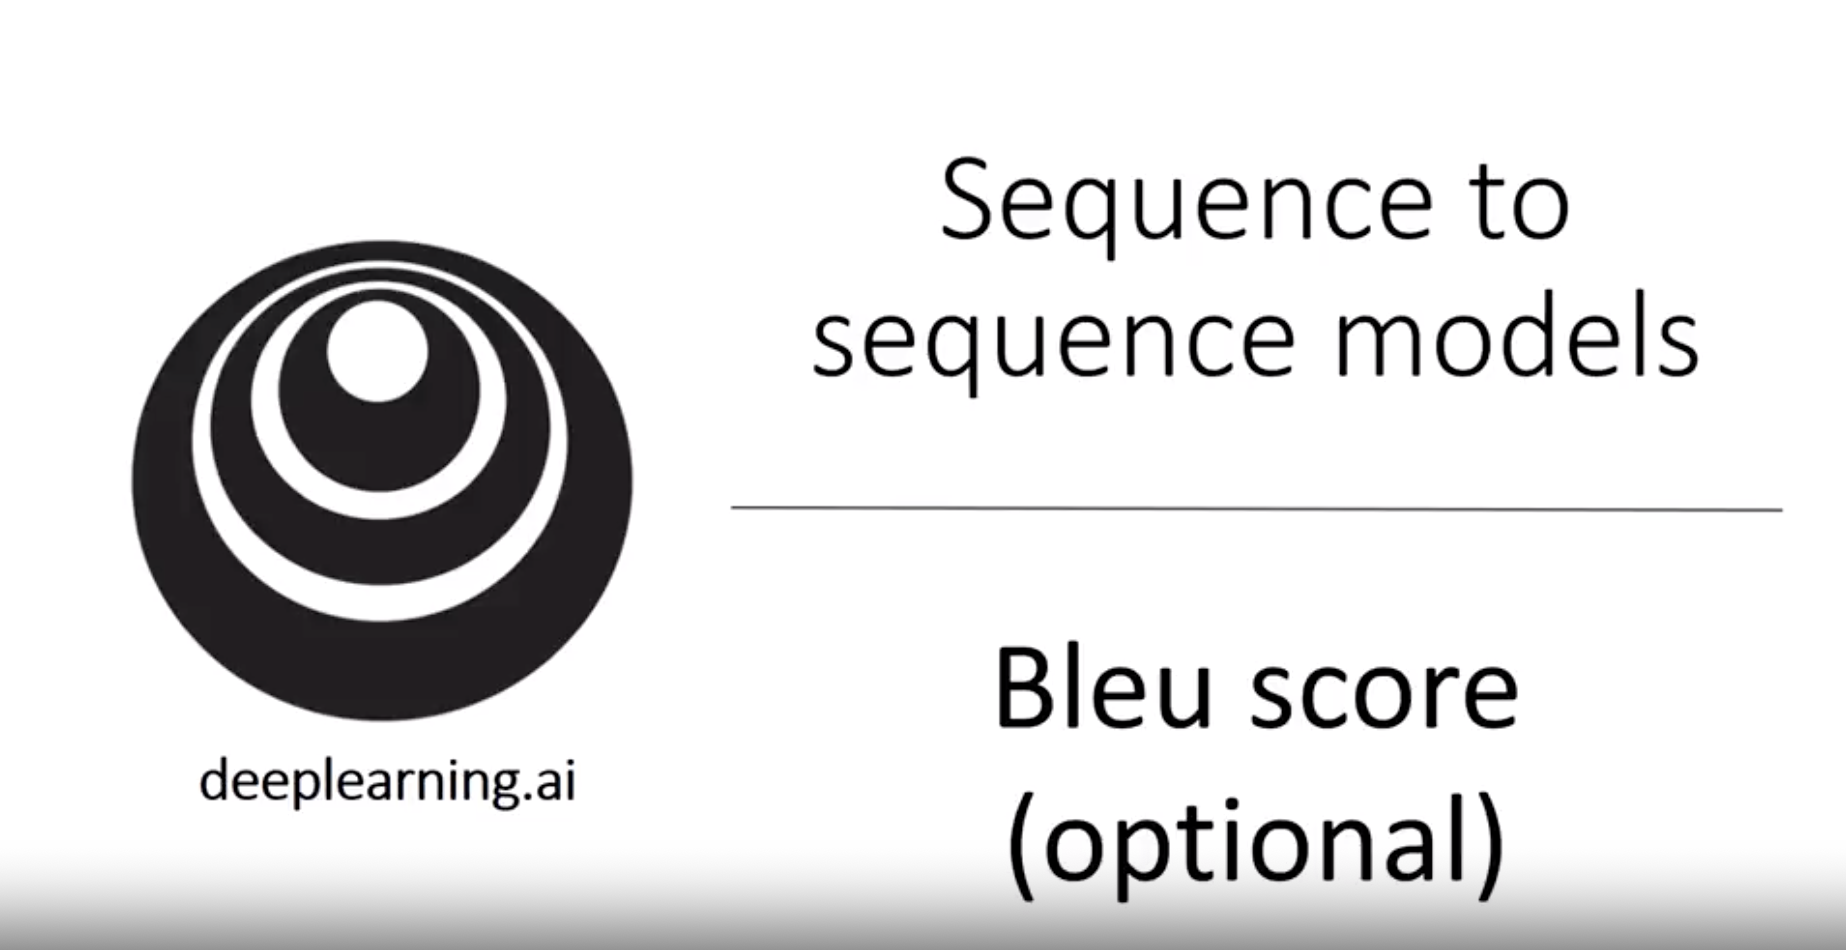 Sequence to
sequence models
Bleu score
(optional)
deeplearning.ai